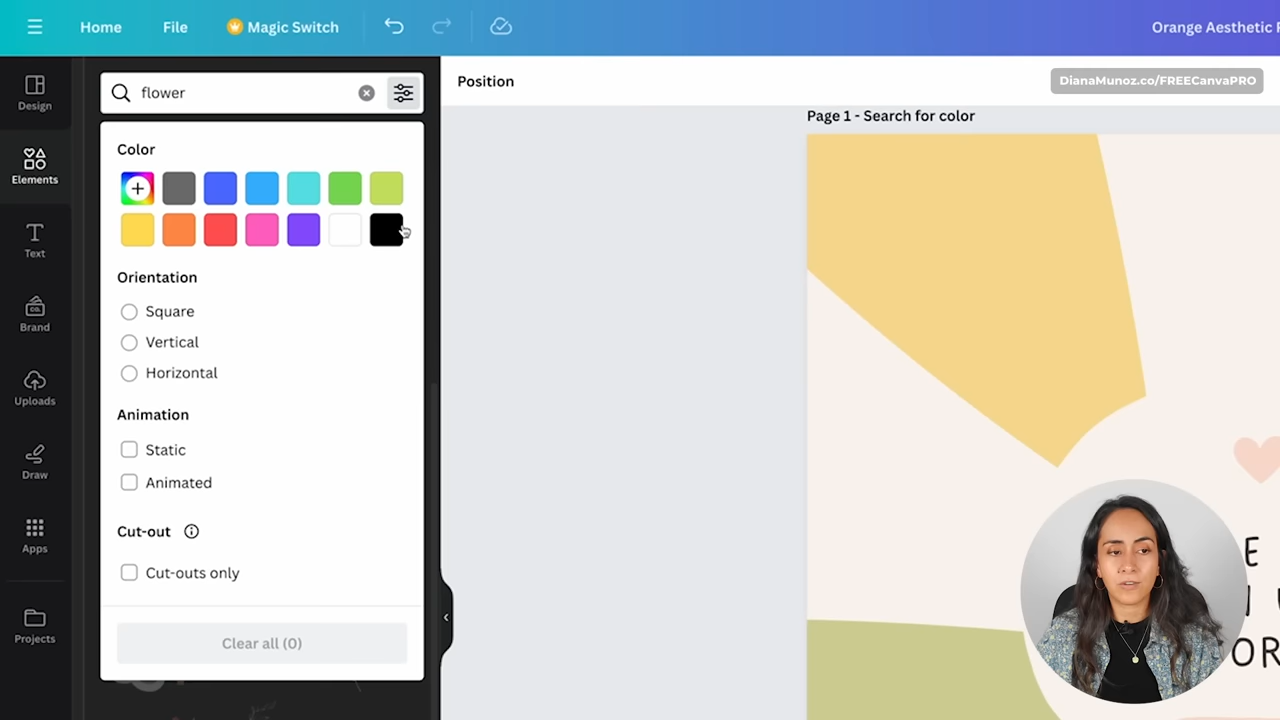 Home File Magic Switch Orange Aesthetic
Design
Elements
Text
Brand
CO.
Uploads
Draw
Apps
Projects
flower
Color
Orientation
Square
Vertical
Horizontal
Animation
Static
Animated
Cut-out
Cut-outs only
Clear all (0)
Position
DianaMunoz.co/FREECanvaPRO
Page 1 - Search for color
E
OR